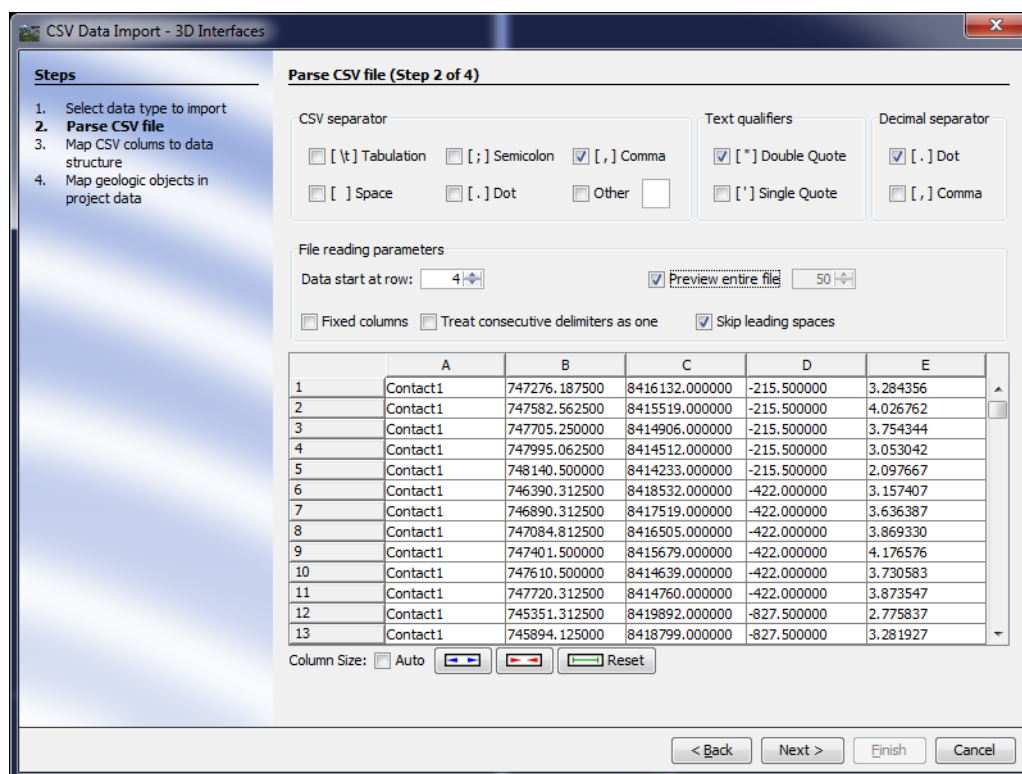 CSV Data Import - 3D Interfaces
Steps
1. Select data type to import
2. Parse CSV file
3. Map CSV colums to data
structure
4. Map geologic objects in
project data
Parse CSV file (Step 2 of 4)
CSV separator
[\t] Tabulation [;] Semicolon [,] Comma
[ ] Space [.] Dot Other
Text qualifiers
["] Double Quote
['] Single Quote
Decimal separator
[.] Dot
[,] Comma
File reading parameters
Data start at row: 4 Preview entire file 50
Fixed columns Treat consecutive delimiters as one Skip leading spaces
A B C D E
1 Contact1 747276.187500 8416132.000000 -215.500000 3.284356
2 Contact1 747582.562500 8415519.000000 -215.500000 4.026762
3 Contact1 747705.250000 8414906.000000 -215.500000 3.754344
4 Contact1 747995.062500 8414512.000000 -215.500000 3.053042
5 Contact1 748140.500000 8414233.000000 -215.500000 2.097667
6 Contact1 746390.312500 8418532.000000 -422.000000 3.157407
7 Contact1 746890.312500 8417519.000000 -422.000000 3.636387
8 Contact1 747084.812500 8416505.000000 -422.000000 3.869330
9 Contact1 747401.500000 8415679.000000 -422.000000 4.176576
10 Contact1 747610.500000 8414639.000000 -422.000000 3.730583
11 Contact1 747720.312500 8414760.000000 -422.000000 3.873547
12 Contact1 745351.312500 8419892.000000 -827.500000 2.775837
13 Contact1 745894.125000 8418799.000000 -827.500000 3.281927
Column Size: Auto Reset
< Back Next > Finish Cancel